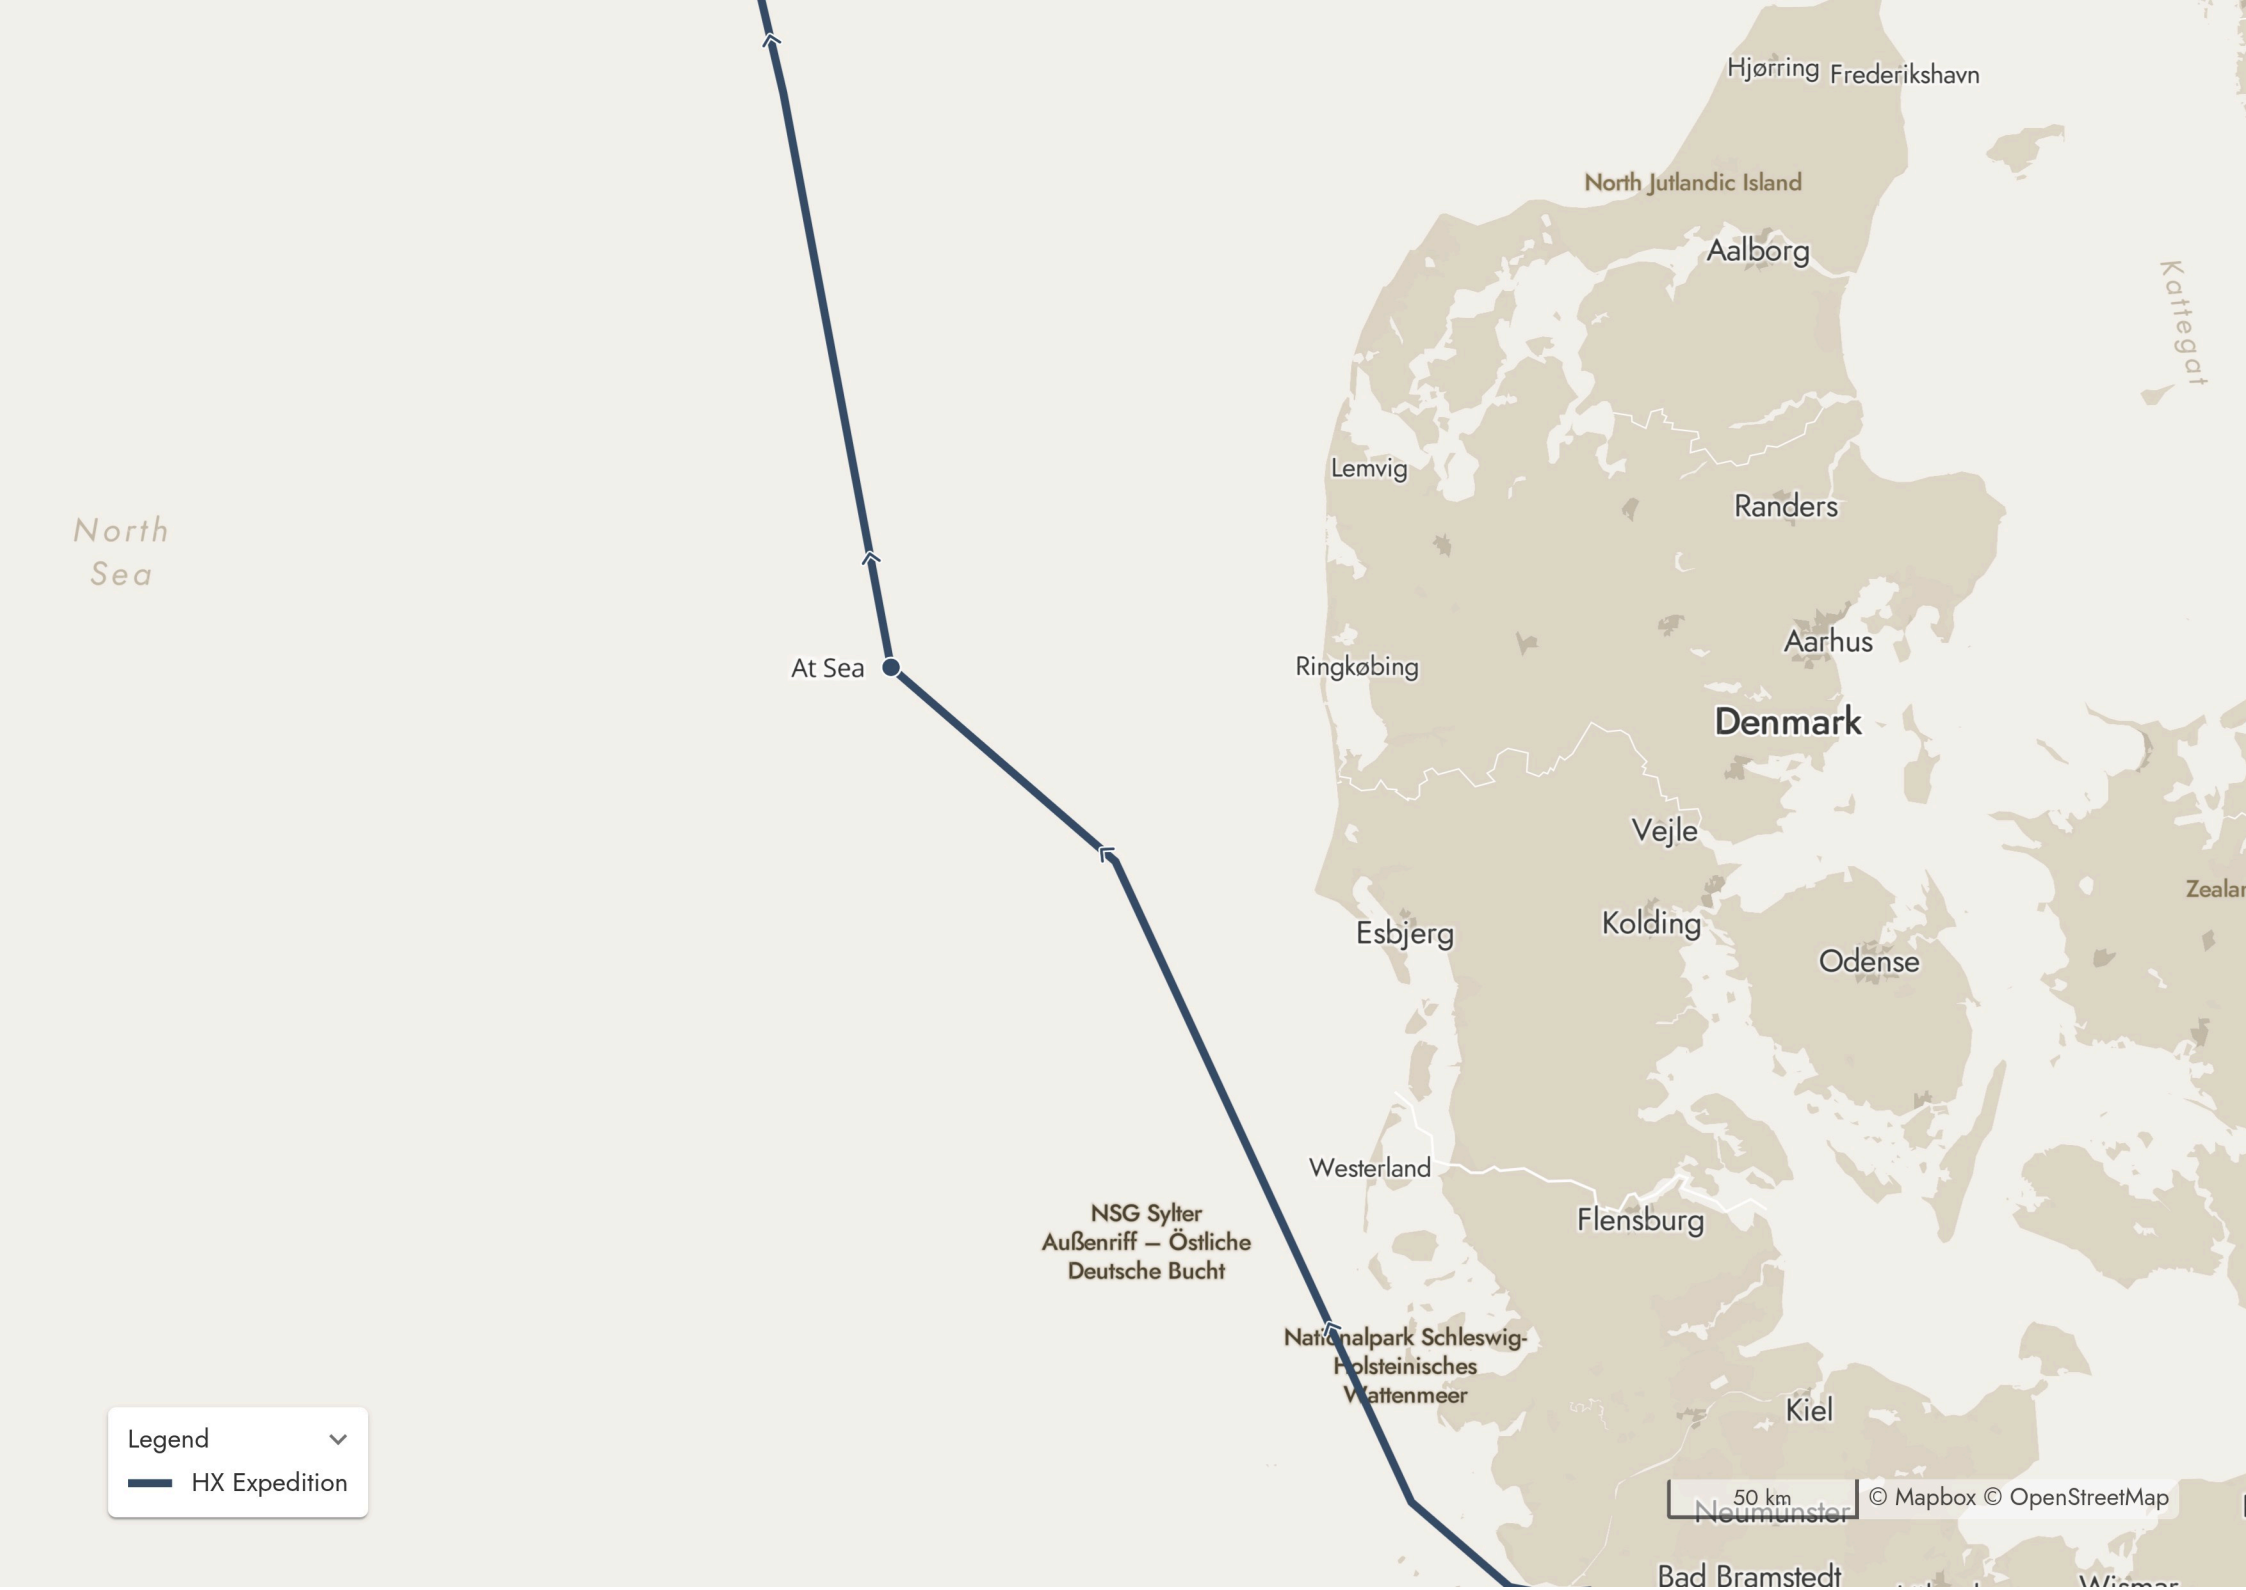 Hjørring
Frederikshavn
North Jutlandic Island
Aalborg
Kattegat
Lemvig
Randers
North
Sea
Aarhus
At Sea
Ringkøbing
Denmark
Vejle
Zealan
Esbjerg
Kolding
Odense
Westerland
NSG Sylter
Außenriff – Östliche
Deutsche Bucht
Flensburg
Nationalpark Schleswig-
Holsteinisches
Wattenmeer
Kiel
Legend
HX Expedition
50 km
© Mapbox © OpenStreetMap
Neumünster
Bad Bramstedt
Wismar